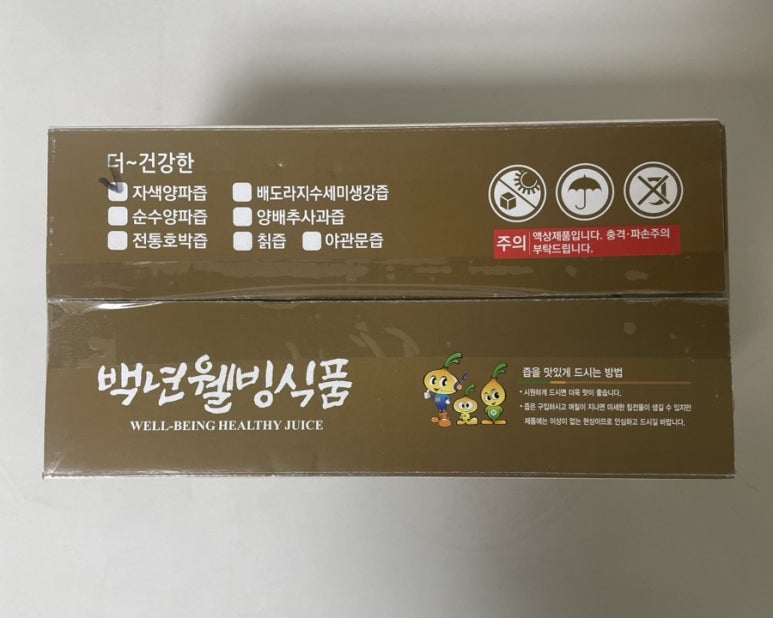 더~건강한
자색양파즙 배도라지수세미생강즙
순수양파즙 양배추사과즙
전통호박즙 칡즙 야관문즙
주의 액상제품입니다. 충격·파손주의
부탁드립니다.
백년웰빙식품
WELL-BEING HEALTHY JUICE
즙을 맛있게 드시는 방법
• 시원하게 드시면 더욱 맛이 좋습니다.
• 즙은 구입하시고 며칠이 지나면 미세한 침전물이 생길 수 있지만
제품에는 이상이 없는 현상이므로 안심하고 드시길 바랍니다.